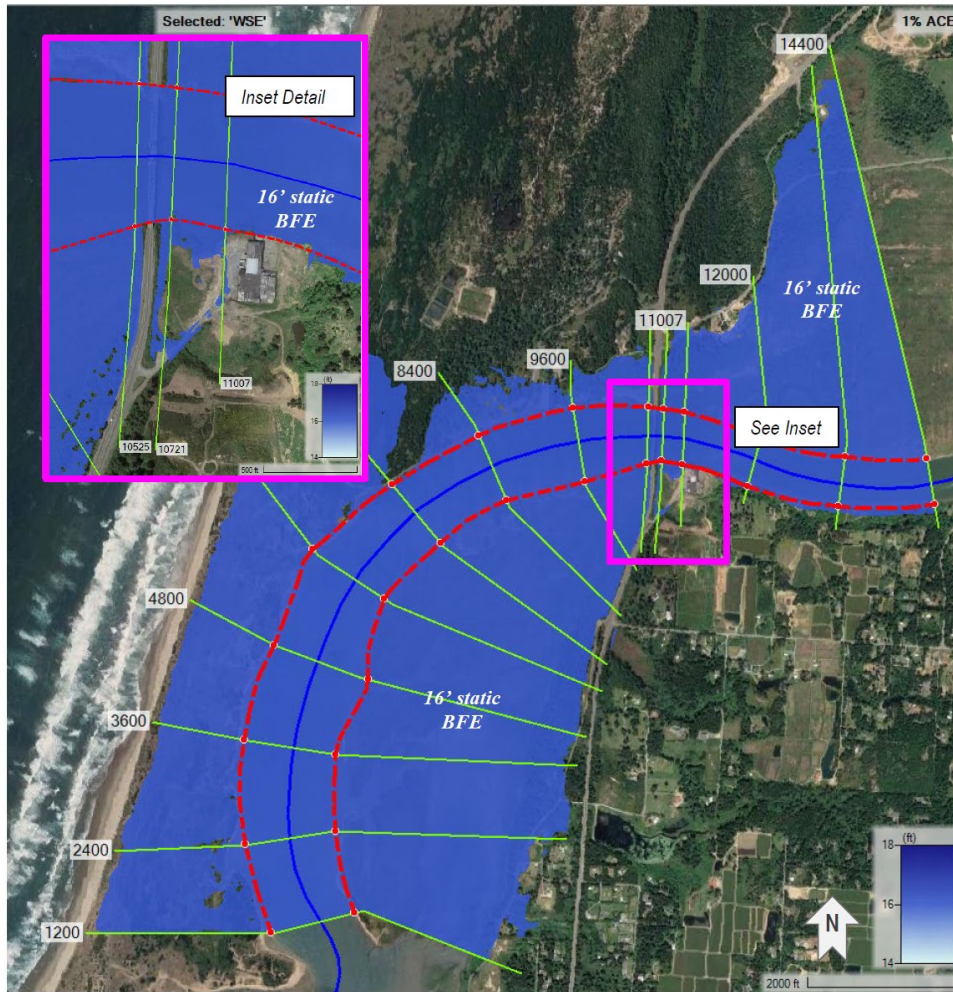 Selected: 'WSE'
1% ACE
14400
Inset Detail
16' static
BFE
12000
16' static
BFE
11007
9600
8400
18
(ft)
16
14
11007
10525
10721
500 ft
See Inset
4800
16' static
BFE
3600
2400
18
(ft)
16
14
1200
N
2000 ft